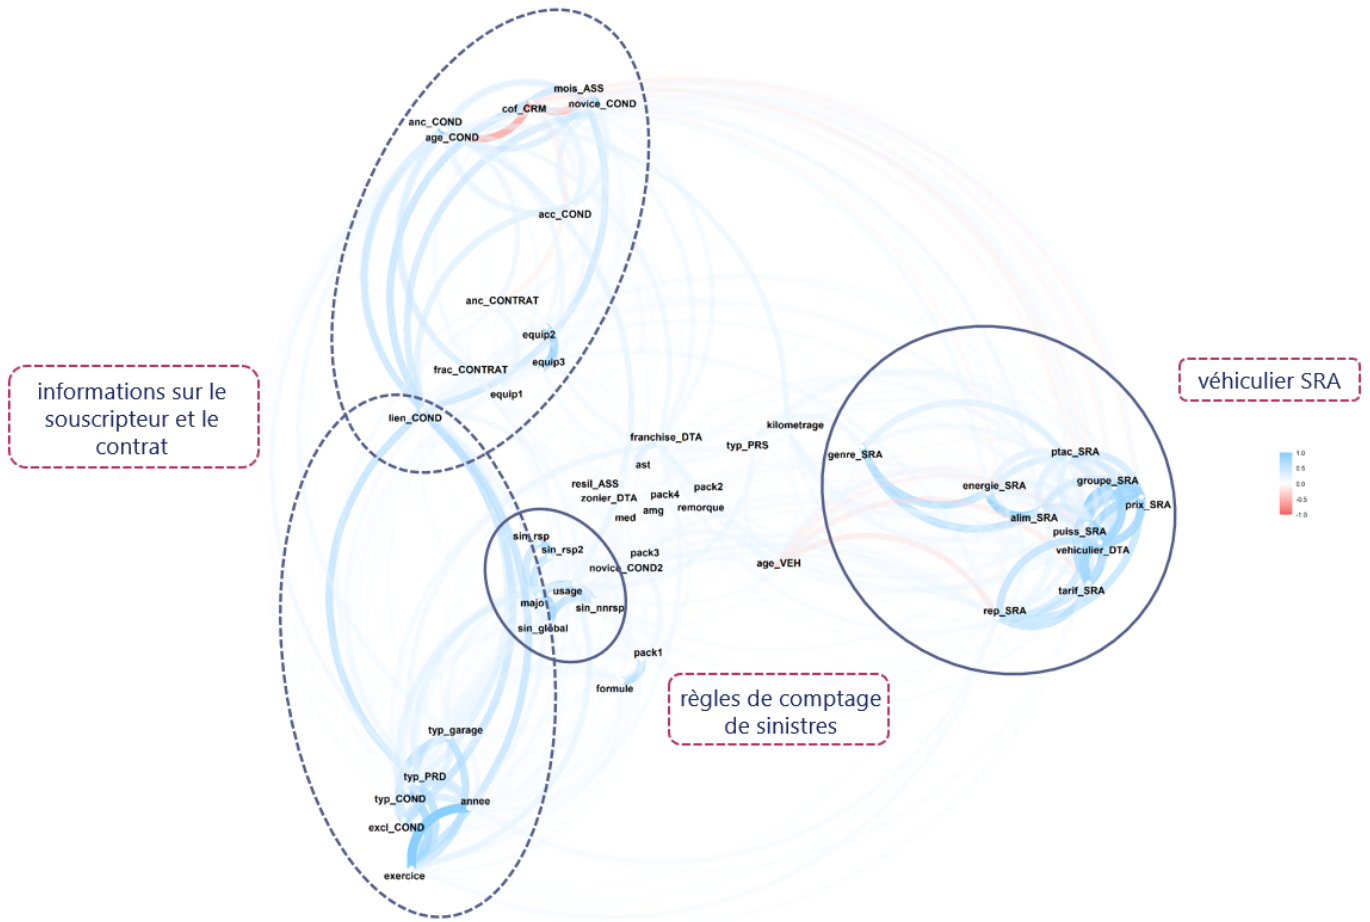 mois_ASS
cof_CRM
novice_COND
anc_COND
age_COND
acc_COND
anc_CONTRAT
equip2
equip3
frac_CONTRAT
equip1
lien_COND
informations sur le
souscripteur et le
contrat
véhiculier SRA
kilometrage
franchise_DTA
typ_PRS
genre_SRA
ptac_SRA
ast
resil_ASS
zonier_DTA
pack4
pack2
amg
remorque
med
energie_SRA
groupe_SRA
prix_SRA
alim_SRA
puiss_SRA
vehiculier_DTA
tarif_SRA
rep_SRA
1.0
0.5
0.0
-0.5
-1.0
sin_rsp
sin_rsp2
pack3
novice_COND2
age_VEH
usage
majo
sin_nnrsp
sin_global
pack1
formule
règles de comptage
de sinistres
typ_garage
typ_PRD
typ_COND
annee
excl_COND
exercice